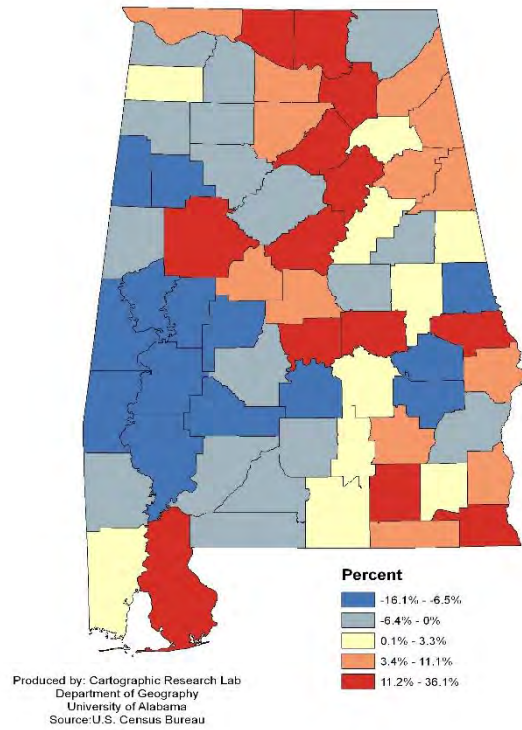 Percent
-16.1% - -6.5%
-6.4% - 0%
0.1% - 3.3%
3.4% - 11.1%
11.2% - 36.1%
Produced by: Cartographic Research Lab
Department of Geography
University of Alabama
Source:U.S. Census Bureau